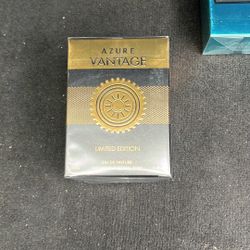 AZURE
VANTAGE
LIMITED EDITION
EAU DE PARFUM